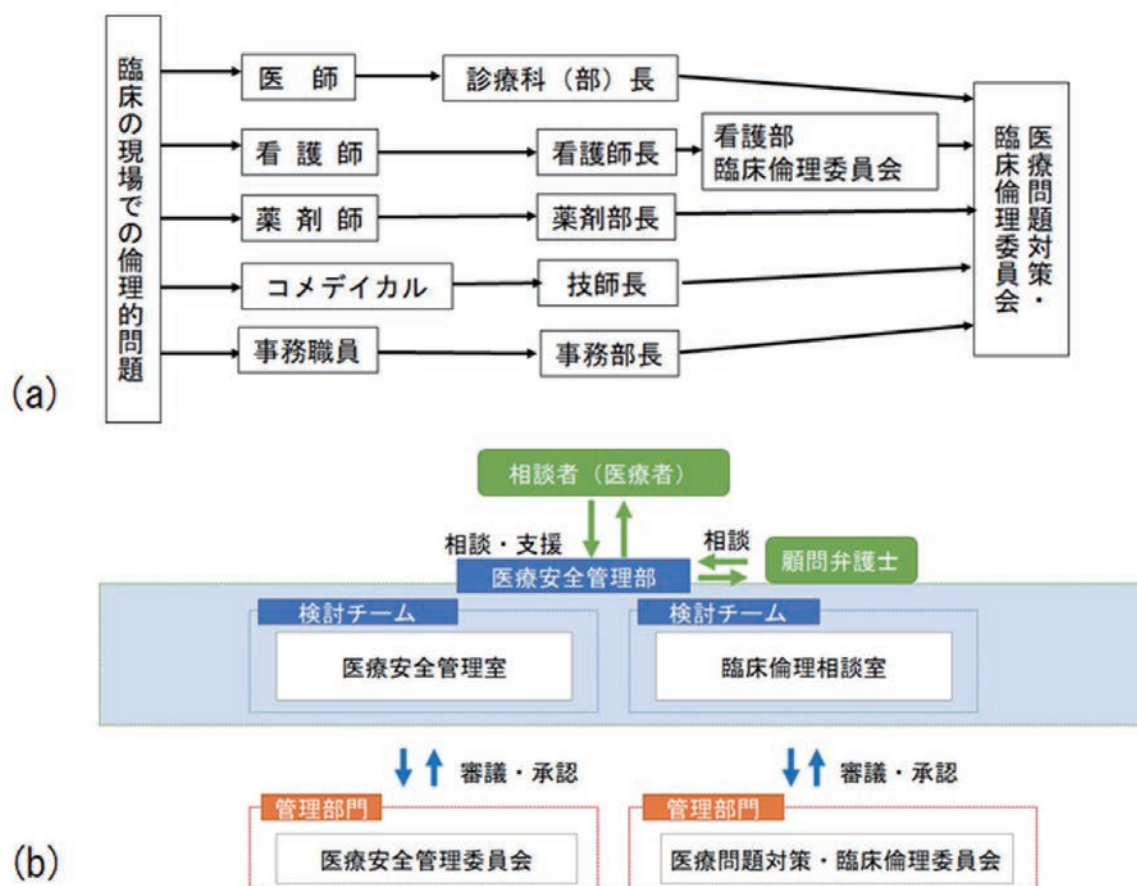 臨床の現場での倫理的問題
医師
診療科（部）長
看護師
看護師長
看護部
臨床倫理委員会
薬剤師
薬剤部長
コメデイカル
技師長
事務職員
事務部長
医療問題対策・
臨床倫理委員会
(a)
相談者（医療者）
相談・支援
相談
医療安全管理部
顧問弁護士
検討チーム
医療安全管理室
検討チーム
臨床倫理相談室
審議・承認
審議・承認
管理部門
医療安全管理委員会
管理部門
医療問題対策・臨床倫理委員会
(b)